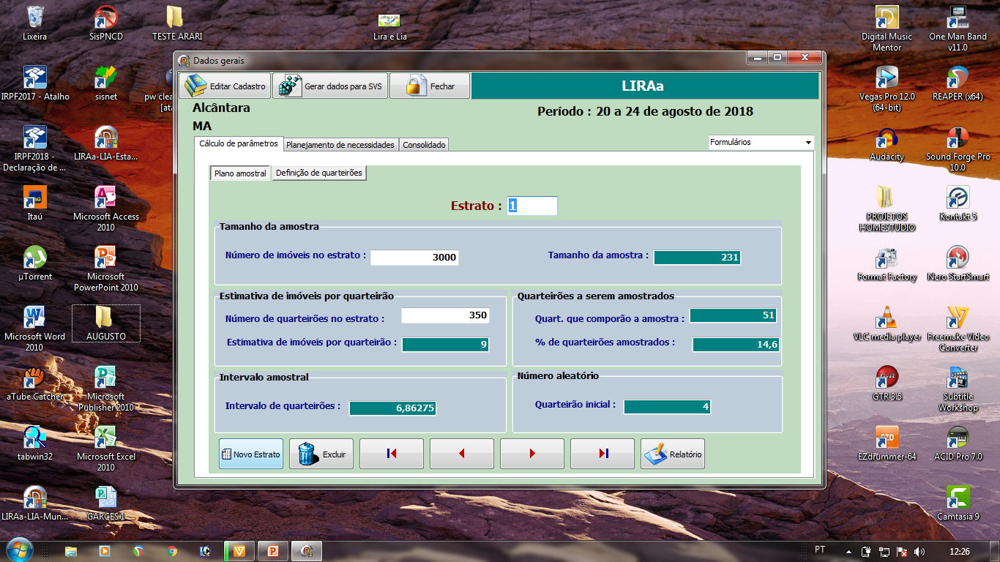 Lixeira
SisPNCD
TESTE ARARI
Lira e Lia
Digital Music
Mentor
One Man Band
v11.0
IRPF2017 - Atalho
sisnet
pw clea
[ata
Vegas Pro 12.0
(64-bit)
REAPER (x64)
IRPF2018 -
Declaração de ...
LIRAa-LIA-Esta...
Audacity
Sound Forge Pro
10.0
Itaú
Microsoft Access
2010
PROJETOS
HOMESTUDIO
Kontakt 5
µTorrent
Microsoft
PowerPoint 2010
Format Factory
Nero StartSmart
Microsoft Word
2010
AUGUSTO
VLC media player
Freemake Video
Converter
aTube Catcher
Microsoft
Publisher 2010
GTR 3.5
Subtitle
Workshop
tabwin32
Microsoft Excel
2010
EZdrummer-64
ACID Pro 7.0
LIRAa-LIA-Mun...
GARCES 1
Camtasia 9
Dados gerais
Editar Cadastro
Gerar dados para SVS
Fechar
LIRAa
Alcântara
MA
Período : 20 a 24 de agosto de 2018
Cálculo de parâmetros
Planejamento de necessidades
Consolidado
Formulários
Plano amostral
Definição de quarteirões
Estrato : 1
Tamanho da amostra
Número de imóveis no estrato : 3000
Tamanho da amostra : 231
Estimativa de imóveis por quarteirão
Número de quarteirões no estrato : 350
Estimativa de imóveis por quarteirão : 9
Quarteirões a serem amostrados
Quart. que comporão a amostra : 51
% de quarteirões amostrados : 14,6
Intervalo amostral
Intervalo de quarteirões : 6,86275
Número aleatório
Quarteirão inicial : 4
Novo Estrato
Excluir
Relatório
PT
12:26